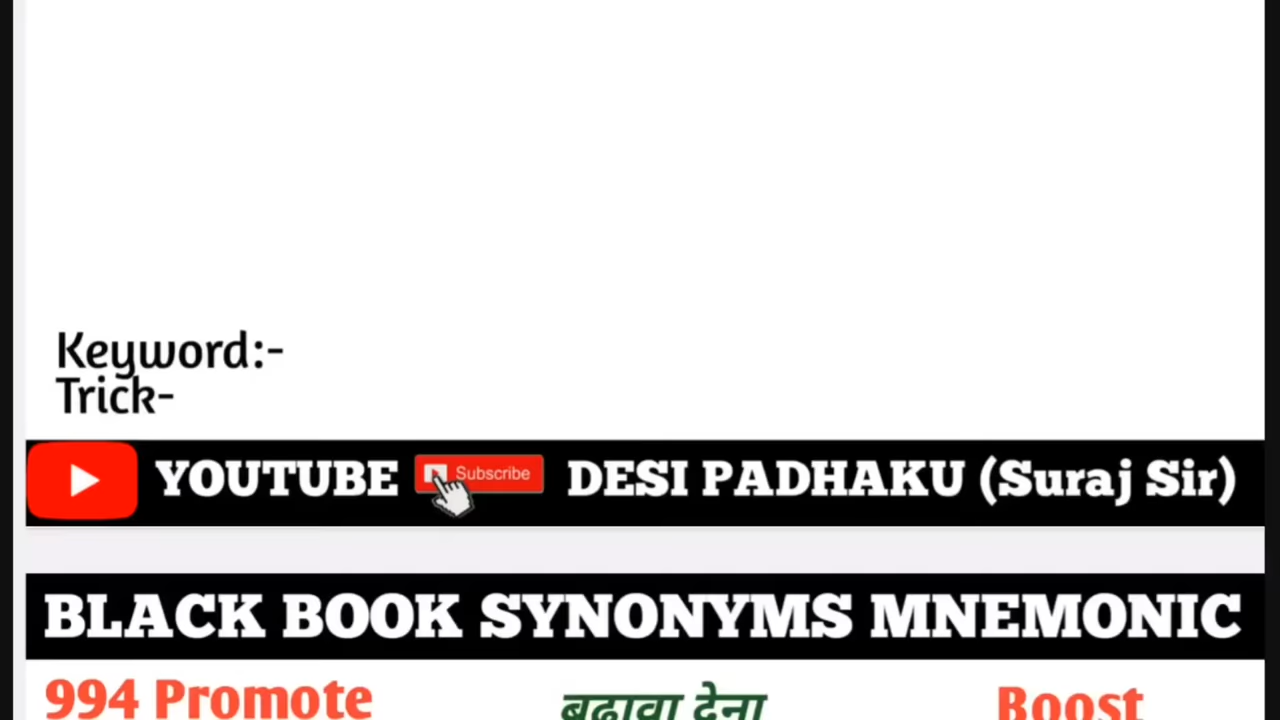 Keyword:-
Trick-
YOUTUBE Subscribe DESI PADHAKU (Suraj Sir)
BLACK BOOK SYNONYMS MNEMONIC
994 Promote बढ़ावा देना Boost